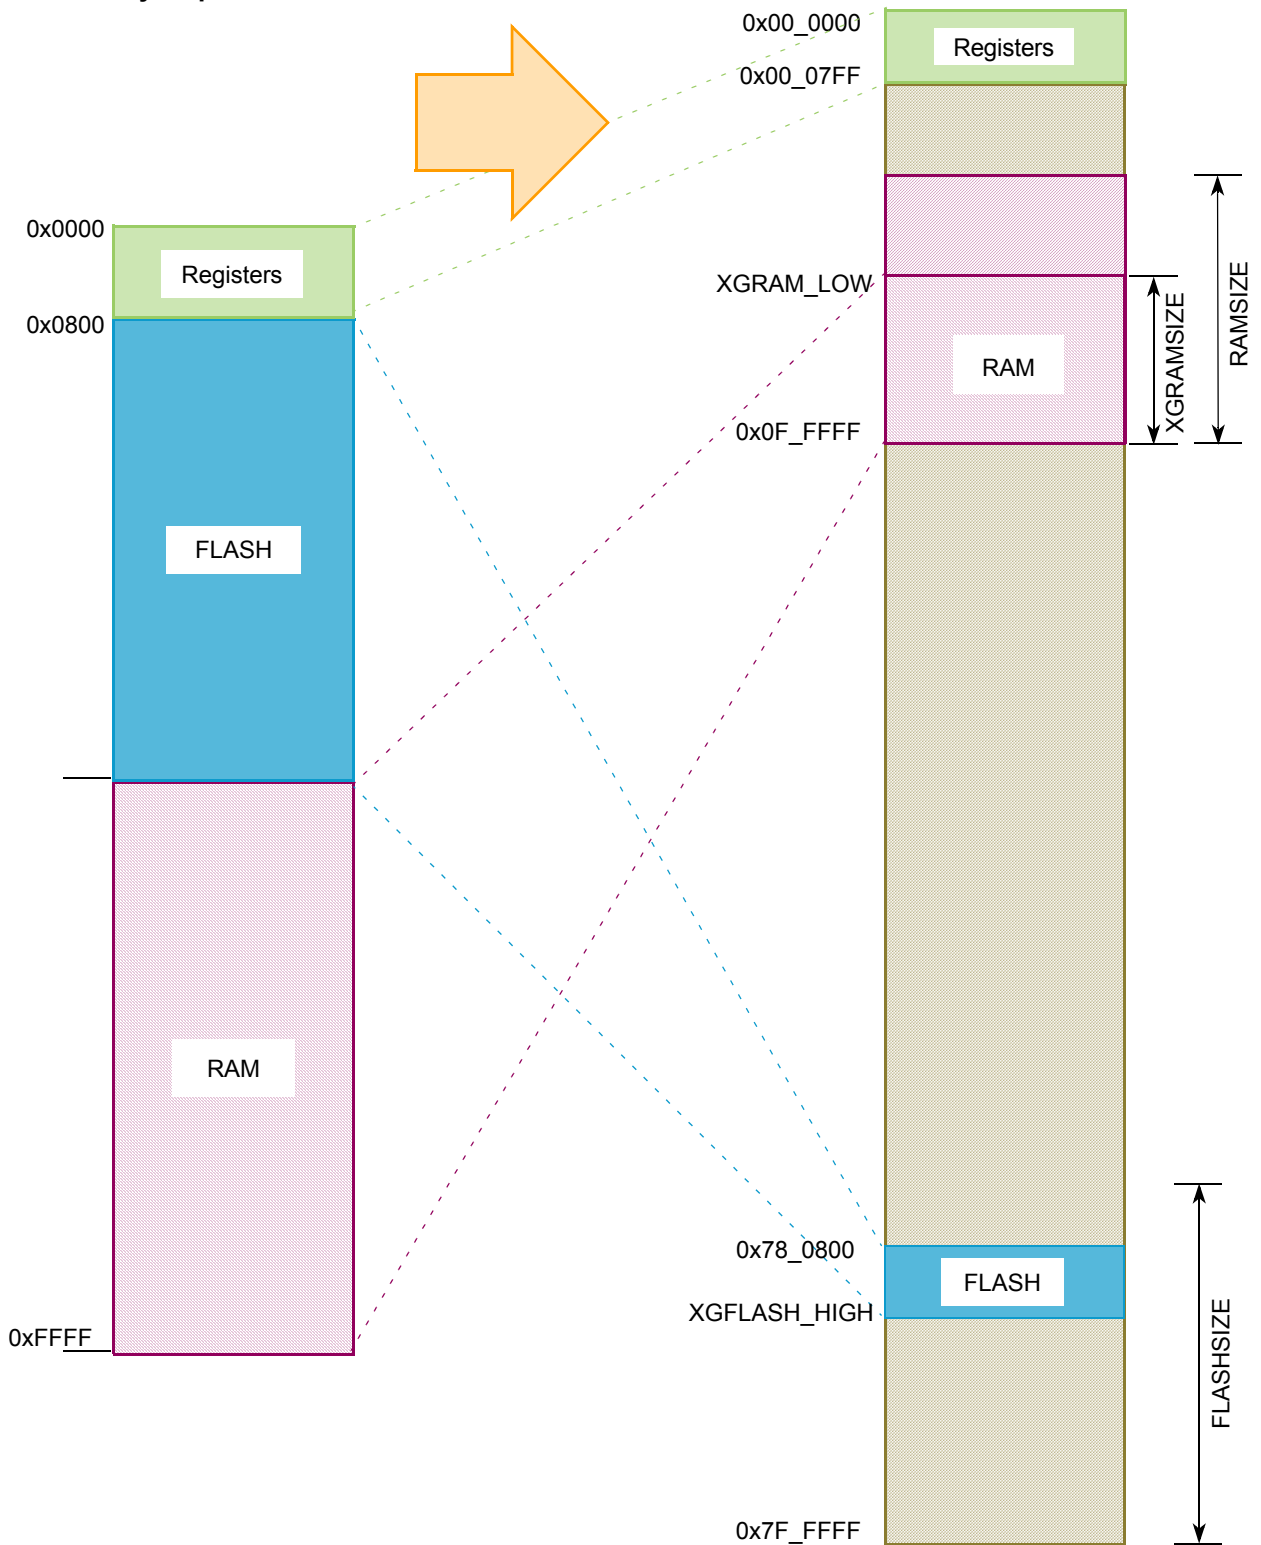 0x0000
Registers
0x0800
FLASH
RAM
0xFFFF
0x00_0000
Registers
0x00_07FF
XGRAM_LOW
RAM
0x0F_FFFF
XGRAMSIZE
RAMSIZE
0x78_0800
FLASH
XGFLASH_HIGH
FLASHSIZE
0x7F_FFFF